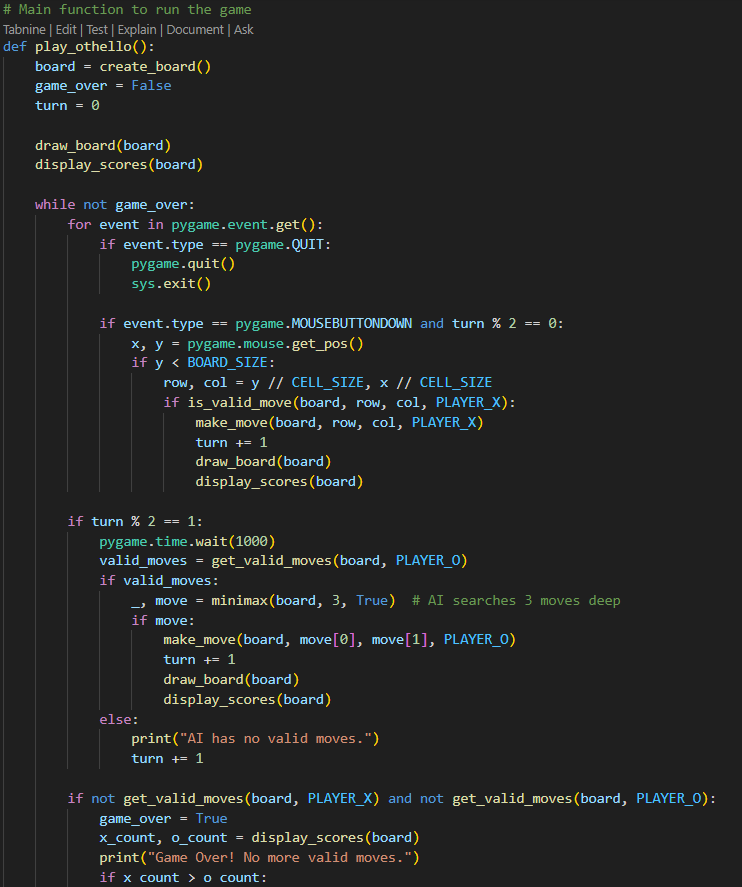 # Main function to run the game
Tabnine | Edit | Test | Explain | Document | Ask
def play_othello():
    board = create_board()
    game_over = False
    turn = 0

    draw_board(board)
    display_scores(board)

    while not game_over:
        for event in pygame.event.get():
            if event.type == pygame.QUIT:
                pygame.quit()
                sys.exit()

            if event.type == pygame.MOUSEBUTTONDOWN and turn % 2 == 0:
                x, y = pygame.mouse.get_pos()
                if y < BOARD_SIZE:
                    row, col = y // CELL_SIZE, x // CELL_SIZE
                    if is_valid_move(board, row, col, PLAYER_X):
                        make_move(board, row, col, PLAYER_X)
                        turn += 1
                        draw_board(board)
                        display_scores(board)

        if turn % 2 == 1:
            pygame.time.wait(1000)
            valid_moves = get_valid_moves(board, PLAYER_O)
            if valid_moves:
                _, move = minimax(board, 3, True)  # AI searches 3 moves deep
                if move:
                    make_move(board, move[0], move[1], PLAYER_O)
                    turn += 1
                    draw_board(board)
                    display_scores(board)
            else:
                print("AI has no valid moves.")
                turn += 1

        if not get_valid_moves(board, PLAYER_X) and not get_valid_moves(board, PLAYER_O):
            game_over = True
            x_count, o_count = display_scores(board)
            print("Game Over! No more valid moves.")
            if x_count > o_count: